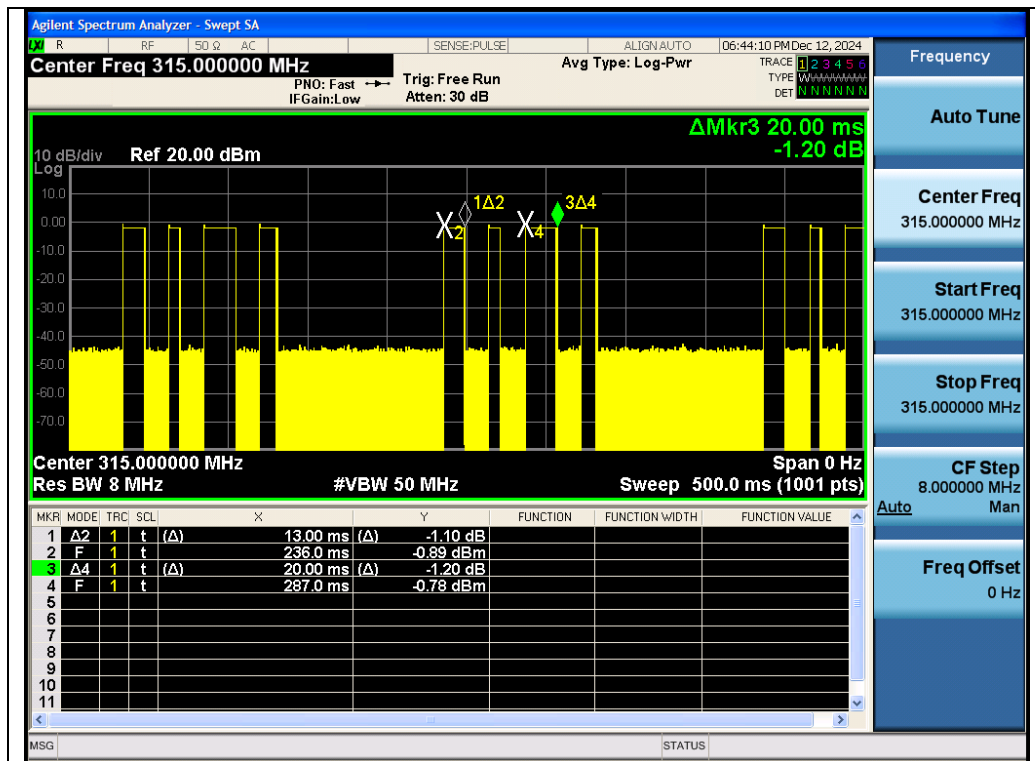 Agilent Spectrum Analyzer - Swept SA
LXI R RF 50 Ω AC SENSE:PULSE ALIGN AUTO 06:44:10 PM Dec 12, 2024
Center Freq 315.000000 MHz
PNO: Fast
IFGain:Low
Trig: Free Run
Atten: 30 dB
Avg Type: Log-Pwr
TRACE 1 2 3 4 5 6
TYPE
DET N N N N N N
ΔMkr3 20.00 ms
-1.20 dB
10 dB/div Ref 20.00 dBm
Log
10.0
0.00
-10.0
-20.0
-30.0
-40.0
-50.0
-60.0
-70.0
1Δ2
3Δ4
X2
X4
Center 315.000000 MHz Span 0 Hz
Res BW 8 MHz #VBW 50 MHz Sweep 500.0 ms (1001 pts)
MKR MODE TRC SCL X Y FUNCTION FUNCTION WIDTH FUNCTION VALUE
1 Δ2 1 t (Δ) 13.00 ms (Δ) -1.10 dB
2 F 1 t 236.0 ms -0.89 dBm
3 Δ4 1 t (Δ) 20.00 ms (Δ) -1.20 dB
4 F 1 t 287.0 ms -0.78 dBm
5
6
7
8
9
10
11
MSG STATUS
Frequency
Auto Tune
Center Freq
315.000000 MHz
Start Freq
315.000000 MHz
Stop Freq
315.000000 MHz
CF Step
8.000000 MHz
Auto Man
Freq Offset
0 Hz